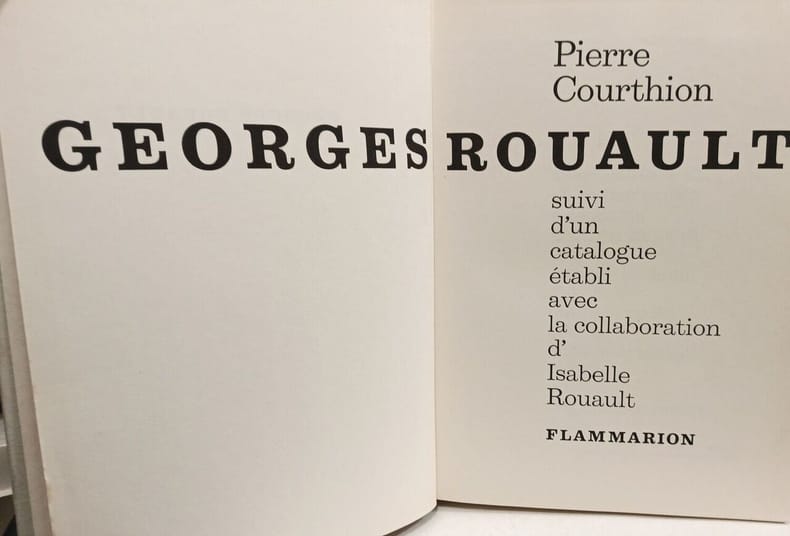 Pierre
Courthion
GEORGES ROUAULT
suivi
d'un
catalogue
établi
avec
la collaboration
d'
Isabelle
Rouault
FLAMMARION